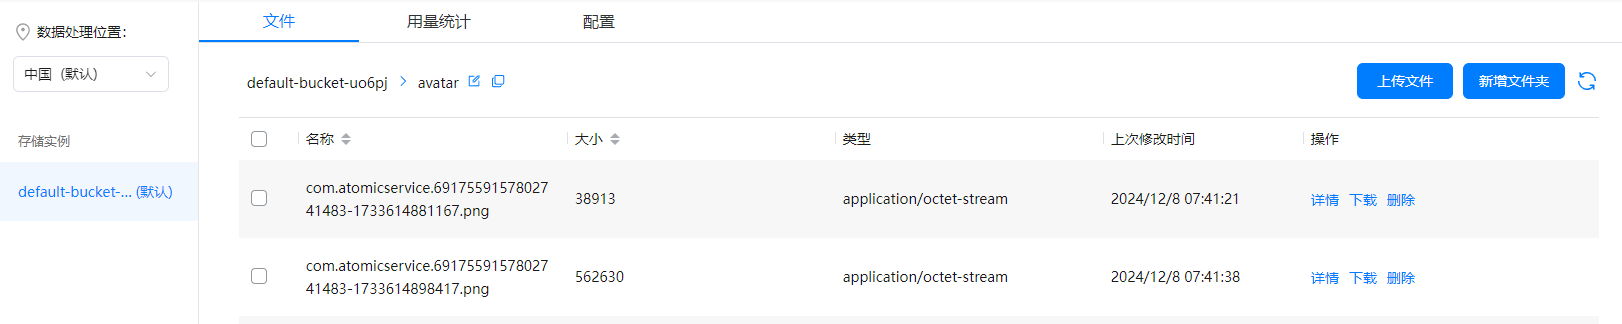 数据处理位置：
中国（默认）
存储实例
default-bucket-... (默认)
文件 用量统计 配置
default-bucket-uo6pj > avatar
上传文件 新增文件夹
名称 大小 类型 上次修改时间 操作
com.atomicservice.69175591578027
41483-1733614881167.png
38913 application/octet-stream 2024/12/8 07:41:21 详情 下载 删除
com.atomicservice.69175591578027
41483-1733614898417.png
562630 application/octet-stream 2024/12/8 07:41:38 详情 下载 删除